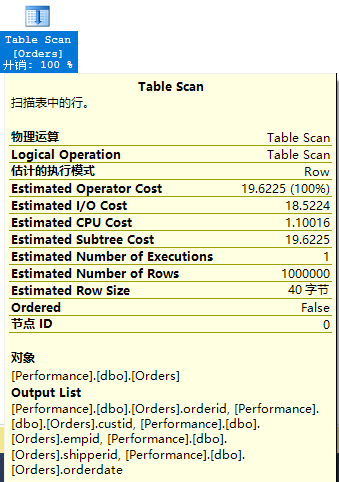 Table Scan
[Orders]
开销: 100 %
Table Scan
扫描表中的行。
物理运算 Table Scan
Logical Operation Table Scan
估计的执行模式 Row
Estimated Operator Cost 19.6225 (100%)
Estimated I/O Cost 18.5224
Estimated CPU Cost 1.10016
Estimated Subtree Cost 19.6225
Estimated Number of Executions 1
Estimated Number of Rows 1000000
Estimated Row Size 40 字节
Ordered False
节点 ID 0
对象
[Performance].[dbo].[Orders]
Output List
[Performance].[dbo].[Orders].orderid, [Performance].
[dbo].[Orders].custid, [Performance].[dbo].
[Orders].empid, [Performance].[dbo].
[Orders].shipperid, [Performance].[dbo].
[Orders].orderdate